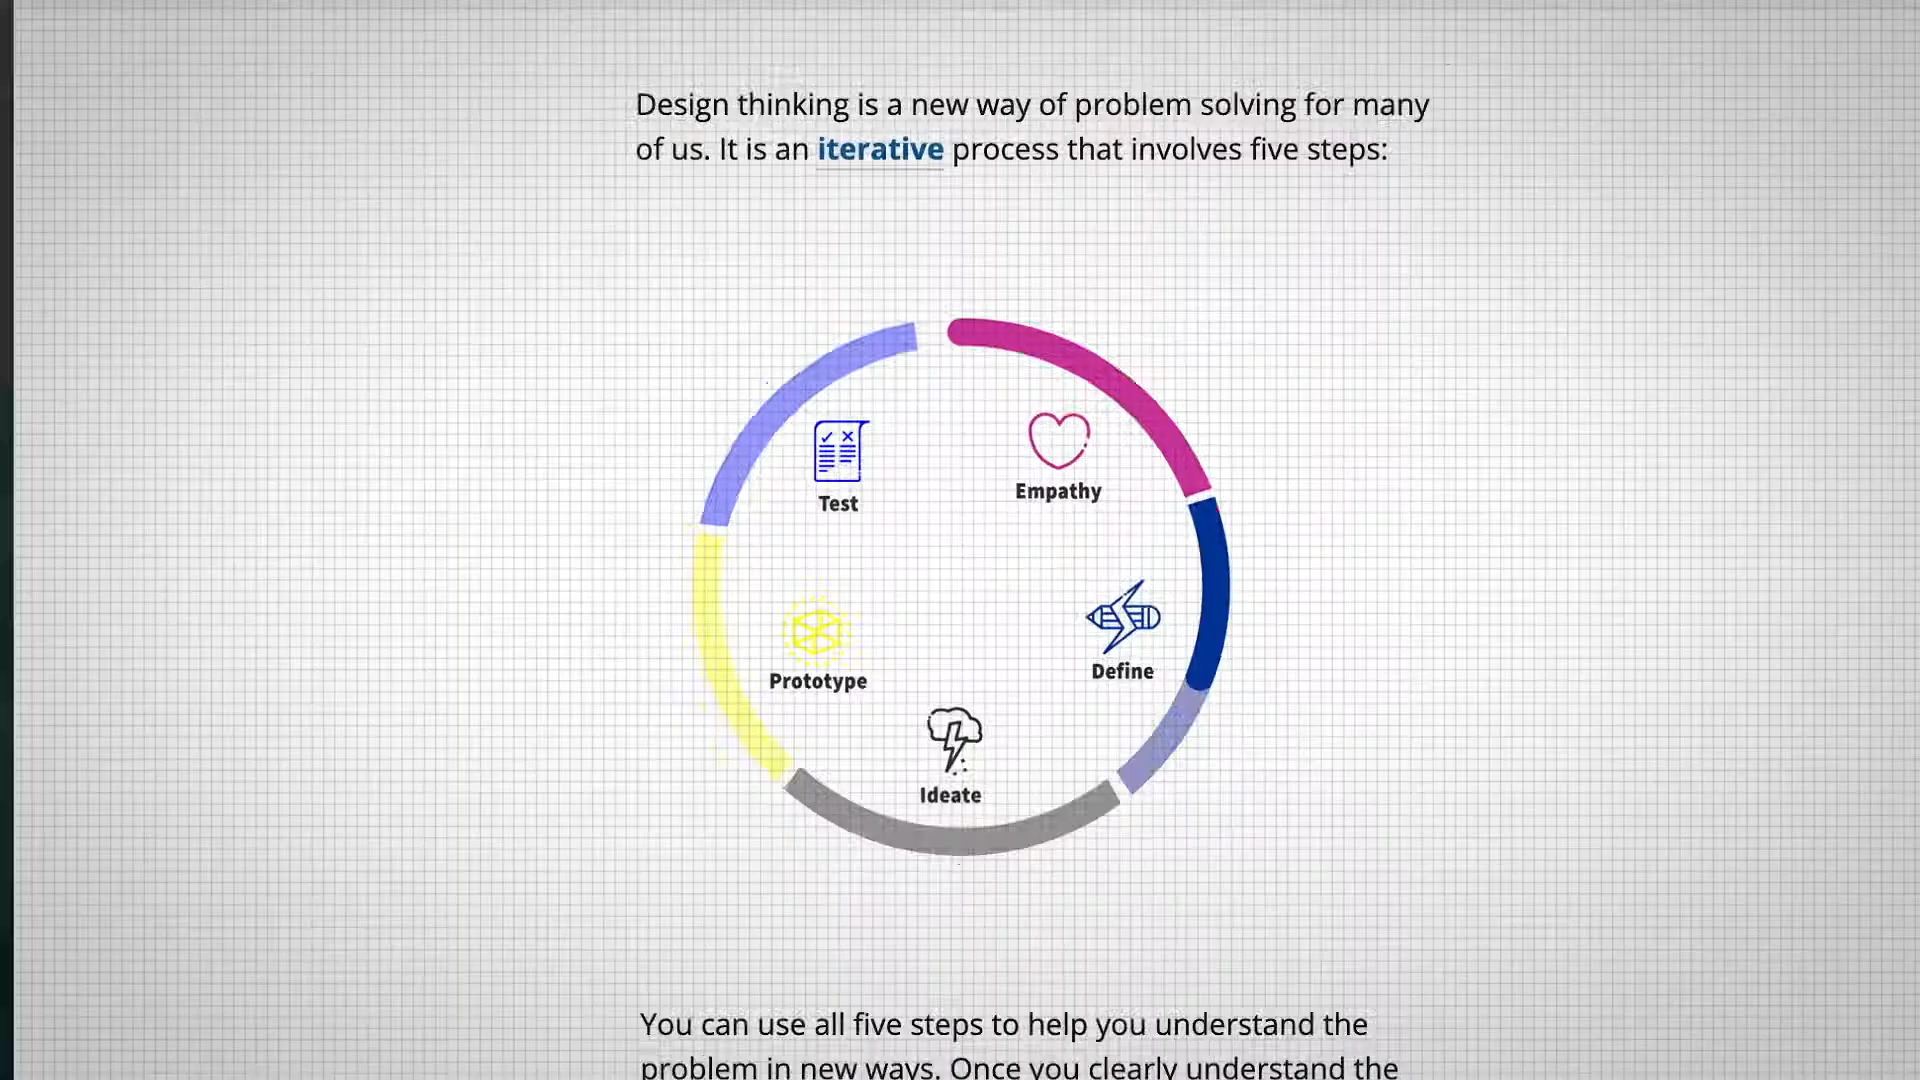 Design thinking is a new way of problem solving for many
of us. It is an iterative process that involves five steps:
Test
Empathy
Prototype
Define
Ideate
You can use all five steps to help you understand the
problem in new ways. Once you clearly understand the